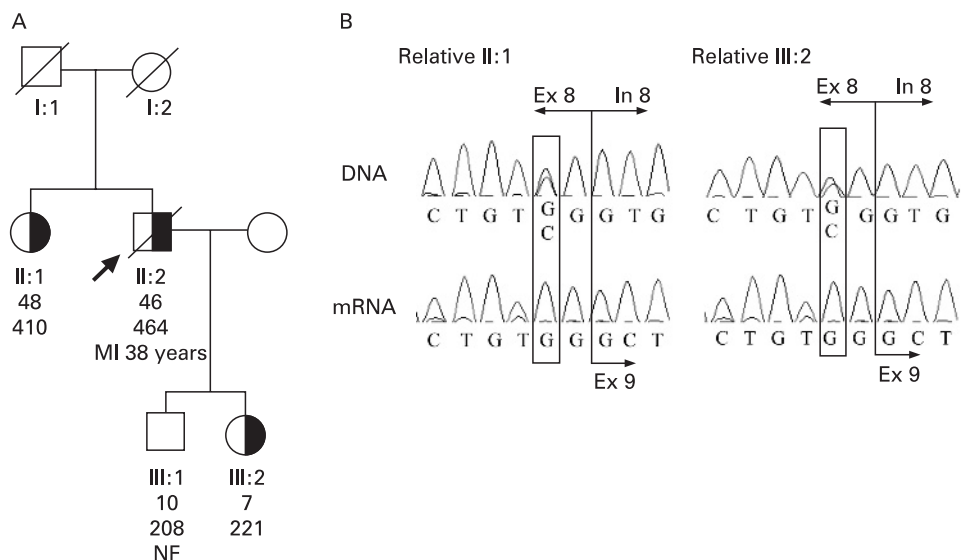 A
I:1
I:2
II:1
48
410
II:2
46
464
MI 38 years
III:1
10
208
NF
III:2
7
221
B
Relative II:1
Relative III:2
Ex 8
In 8
Ex 8
In 8
DNA
C T G T G G G T G
C
C T G T G G G T G
C
mRNA
C T G T G G G C T
C T G T G G G C T
Ex 9
Ex 9